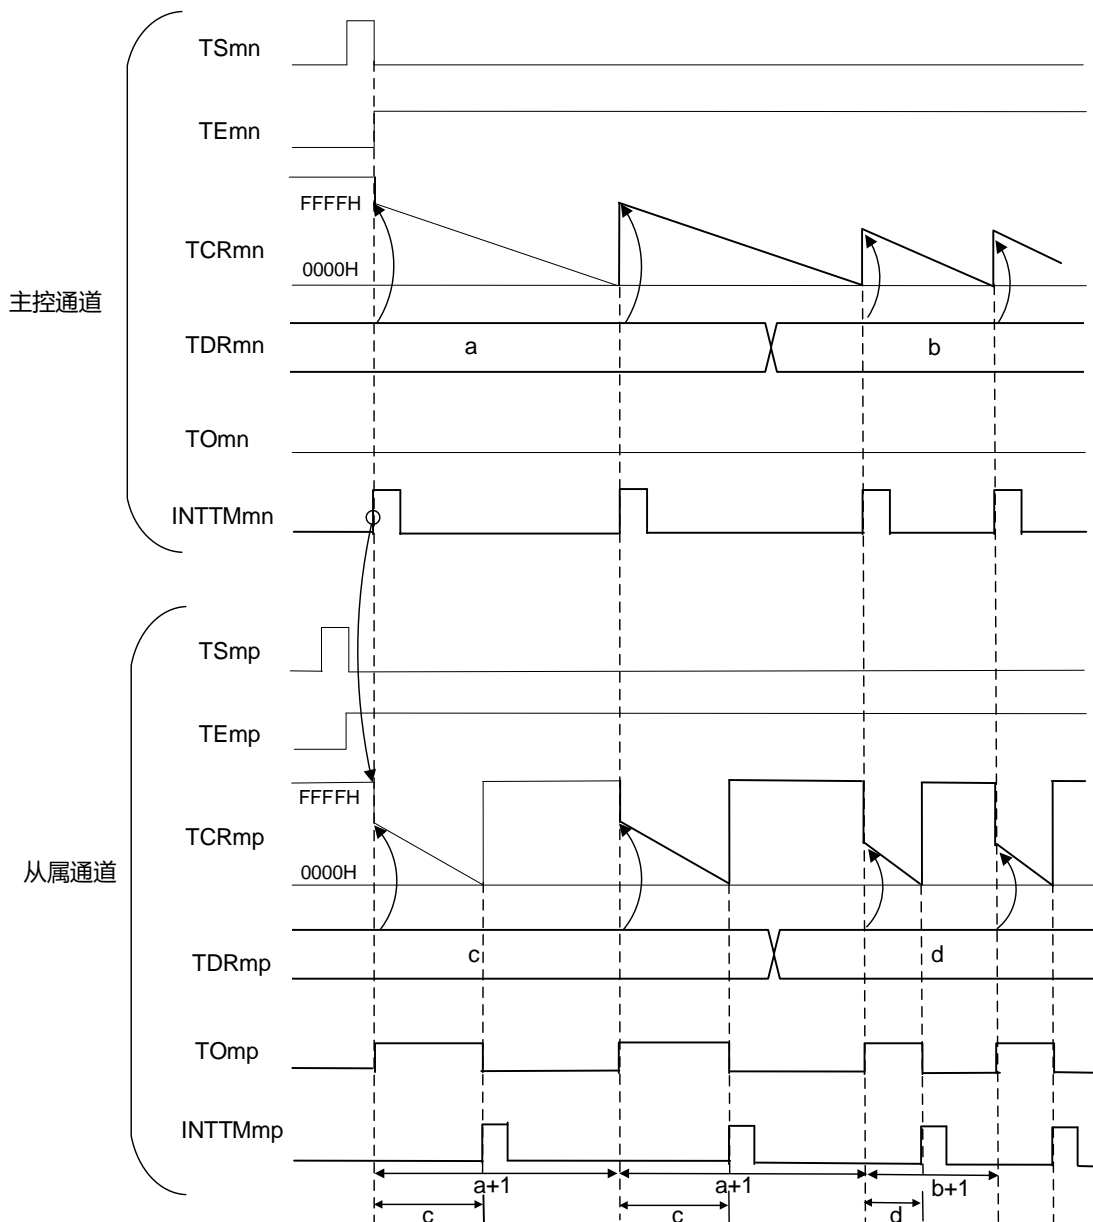 TSmn
TEmn
FFFFH
TCRmn
0000H
主控通道
TDRmn
a
b
TOmn
INTTMmn
TSmp
TEmp
FFFFH
TCRmp
0000H
从属通道
TDRmp
c
d
TOmp
INTTMmp
a+1
a+1
b+1
c
c
d